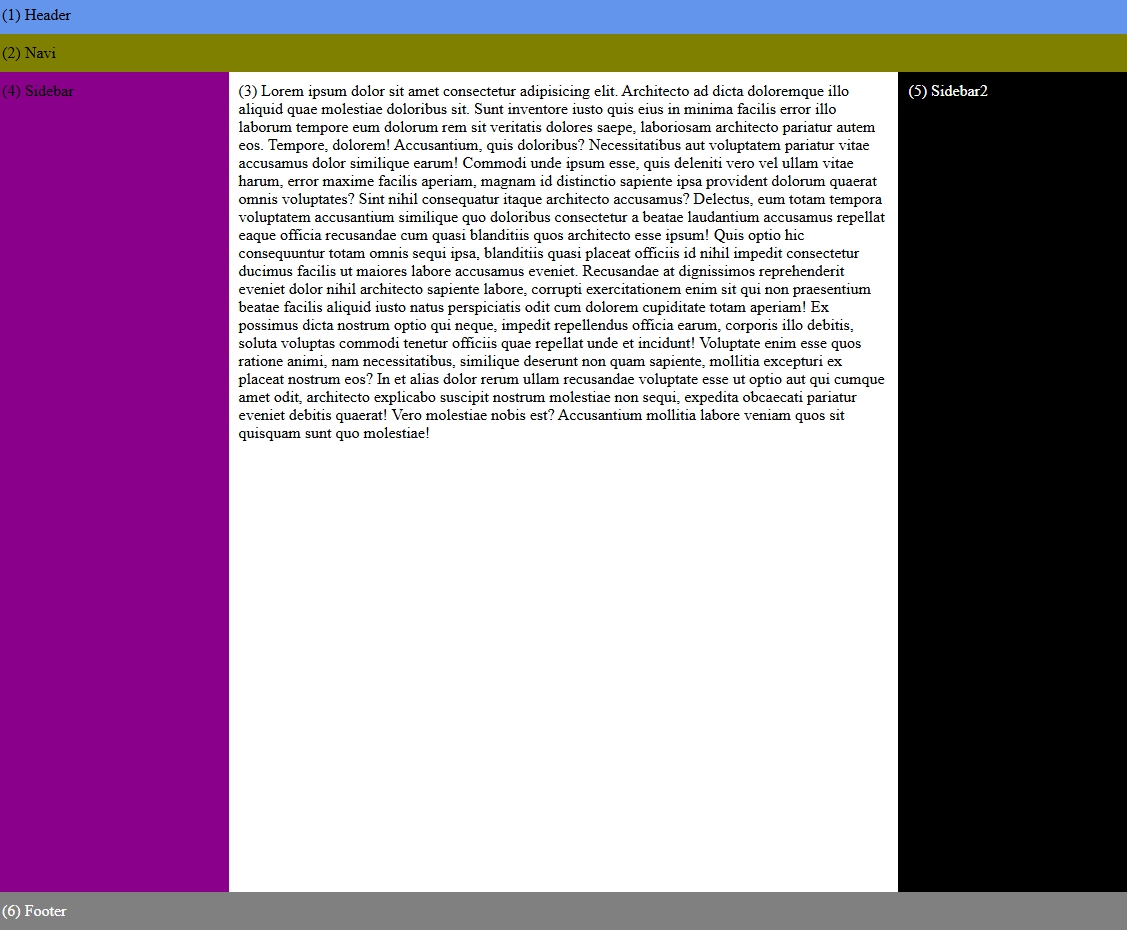 (1) Header
(2) Navi
(4) Sidebar
(3) Lorem ipsum dolor sit amet consectetur adipisicing elit. Architecto ad dicta doloremque illo
aliquid quae molestiae doloribus sit. Sunt inventore iusto quis eius in minima facilis error illo
laborum tempore eum dolorum rem sit veritatis dolores saepe, laboriosam architecto pariatur autem
eos. Tempore, dolorem! Accusantium, quis doloribus? Necessitatibus aut voluptatem pariatur vitae
accusamus dolor similique earum! Commodi unde ipsum esse, quis deleniti vero vel ullam vitae
harum, error maxime facilis aperiam, magnam id distinctio sapiente ipsa provident dolorum quaerat
omnis voluptates? Sint nihil consequatur itaque architecto accusamus? Delectus, eum totam tempora
voluptatem accusantium similique quo doloribus consectetur a beatae laudantium accusamus repellat
eaque officia recusandae cum quasi blanditiis quos architecto esse ipsum! Quis optio hic
consequuntur totam omnis sequi ipsa, blanditiis quasi placeat officiis id nihil impedit consectetur
ducimus facilis ut maiores labore accusamus eveniet. Recusandae at dignissimos reprehenderit
eveniet dolor nihil architecto sapiente labore, corrupti exercitationem enim sit qui non praesentium
beatae facilis aliquid iusto natus perspiciatis odit cum dolorem cupiditate totam aperiam! Ex
possimus dicta nostrum optio qui neque, impedit repellendus officia earum, corporis illo debitis,
soluta voluptas commodi tenetur officiis quae repellat unde et incidunt! Voluptate enim esse quos
ratione animi, nam necessitatibus, similique deserunt non quam sapiente, mollitia excepturi ex
placeat nostrum eos? In et alias dolor rerum ullam recusandae voluptate esse ut optio aut qui cumque
amet odit, architecto explicabo suscipit nostrum molestiae non sequi, expedita obcaecati pariatur
eveniet debitis quaerat! Vero molestiae nobis est? Accusantium mollitia labore veniam quos sit
quisquam sunt quo molestiae!
(5) Sidebar2
(6) Footer